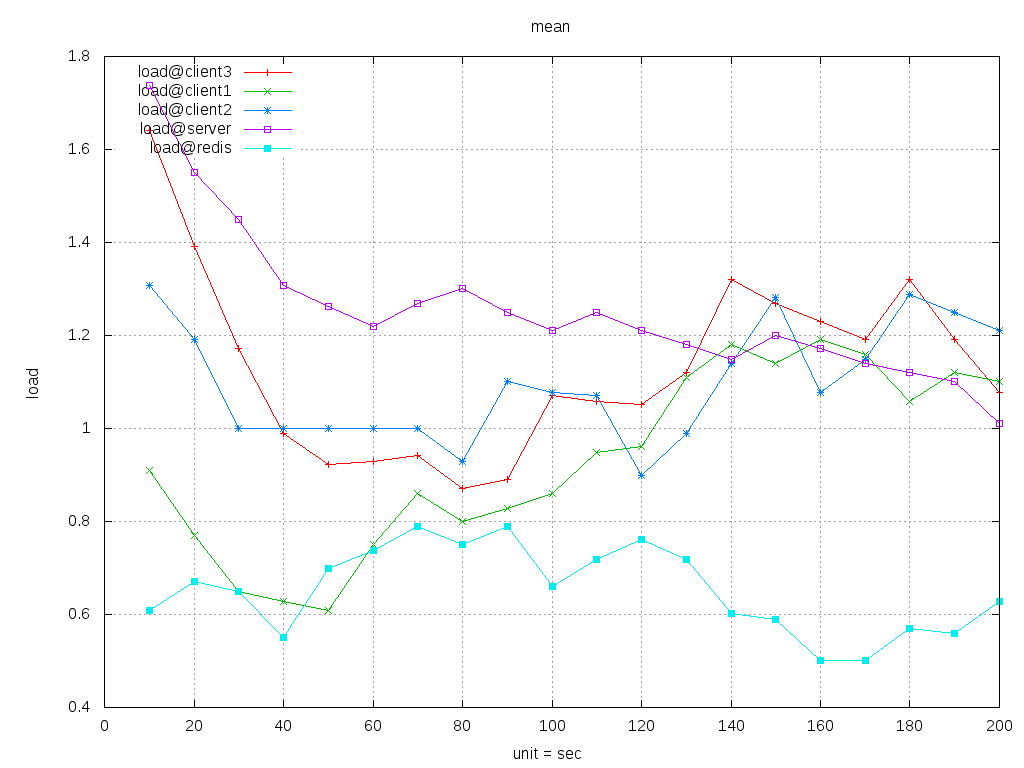 mean
1.8
load@client3
load@client1
load@client2
load@server
load@redis
1.6
1.4
1.2
load
1
0.8
0.6
0.4
0 20 40 60 80 100 120 140 160 180 200
unit = sec